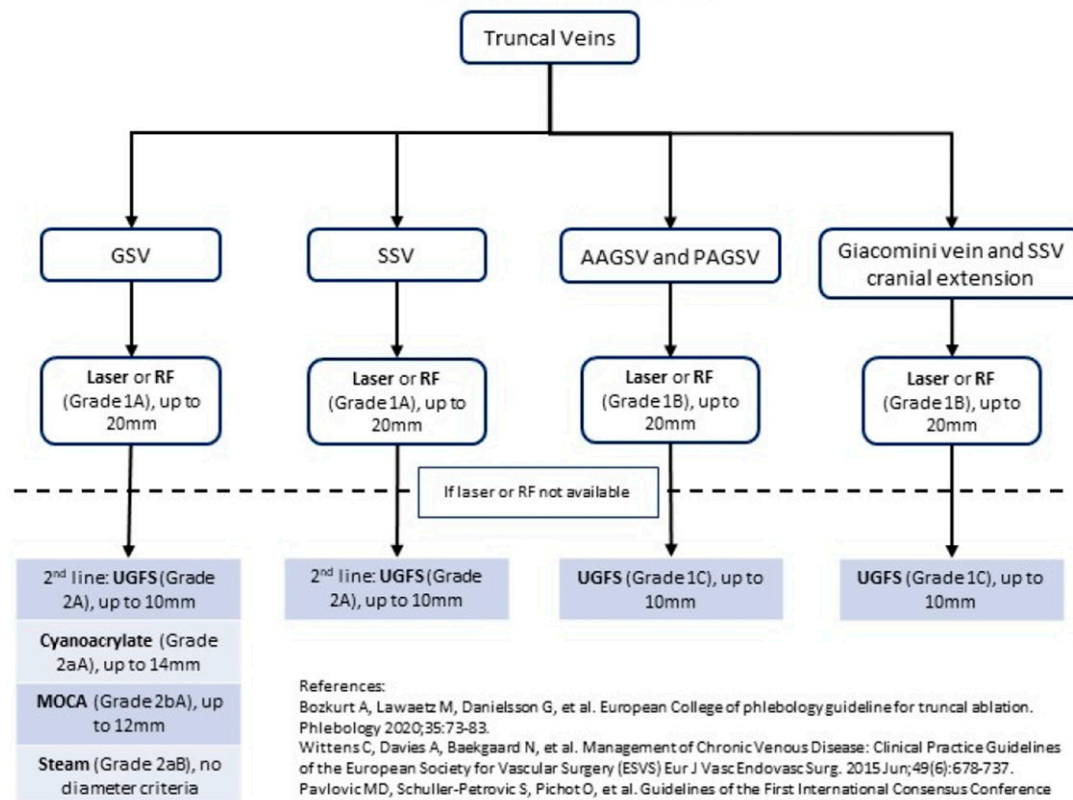 Truncal Veins
GSV
SSV
AAGSV and PAGSV
Giacomini vein and SSV
cranial extension
Laser or RF
(Grade 1A), up to
20mm
Laser or RF
(Grade 1A), up to
20mm
Laser or RF
(Grade 1B), up to
20mm
Laser or RF
(Grade 1B), up to
20mm
If laser or RF not available
2nd line: UGFS (Grade
2A), up to 10mm
Cyanoacrylate (Grade
2aA), up to 14mm
MOCA (Grade 2bA), up
to 12mm
Steam (Grade 2aB), no
diameter criteria
2nd line: UGFS (Grade
2A), up to 10mm
UGFS (Grade 1C), up to
10mm
UGFS (Grade 1C), up to
10mm
References:
Bozkurt A, Lawaetz M, Danielsson G, et al. European College of phlebology guideline for truncal ablation.
Phlebology 2020;35:73-83.
Wittens C, Davies A, Baekgaard N, et al. Management of Chronic Venous Disease: Clinical Practice Guidelines
of the European Society for Vascular Surgery (ESVS) Eur J Vasc Endovasc Surg. 2015 Jun;49(6):678-737.
Pavlovic MD, Schuller-Petrovic S, Pichot O, et al. Guidelines of the First International Consensus Conference